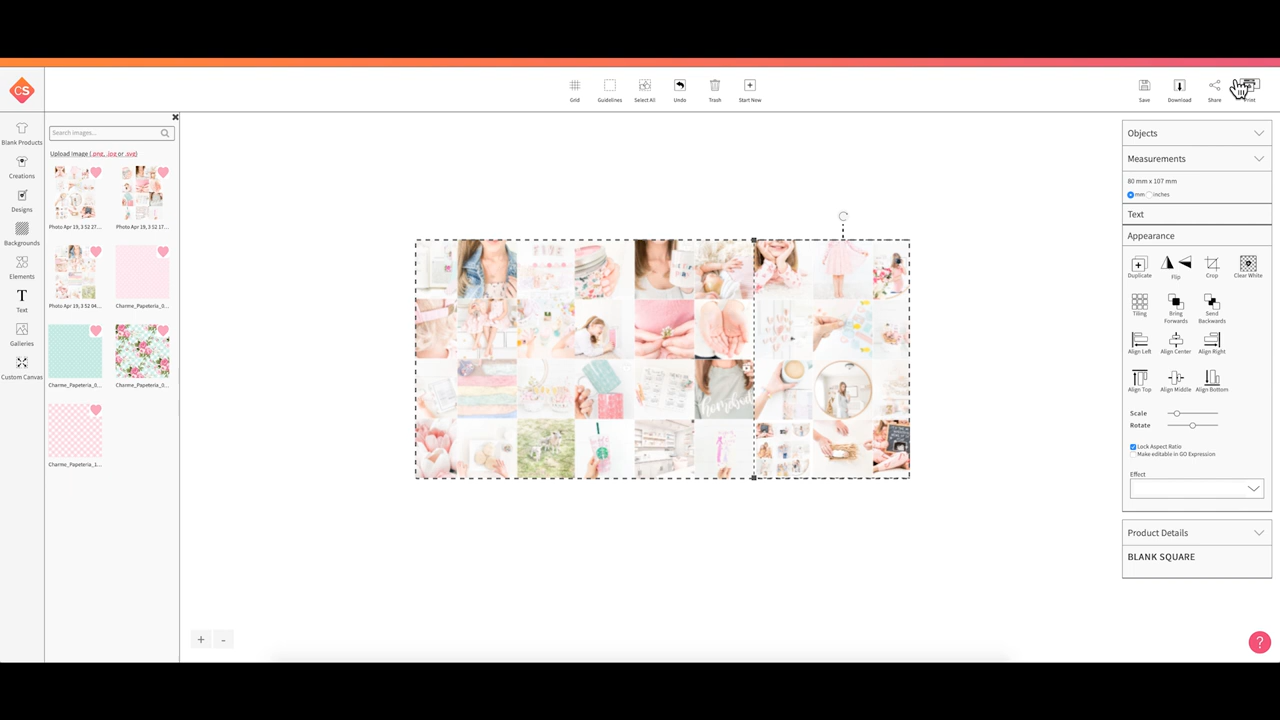 CS
Grid
Guidelines
Select All
Undo
Trash
Start New
Save
Download
Share
Print
Blank Products
Creations
Designs
Backgrounds
Elements
Text
Galleries
Custom Canvas
Search images...
Upload image (.png, .jpg or .svg)
Photo Apr 19, 3 52 27...
Photo Apr 19, 3 52 17...
Photo Apr 19, 3 52 04...
Charme_Papeteria_0...
Charme_Papeteria_0...
Charme_Papeteria_0...
Charme_Papeteria_1...
+
-
Objects
Measurements
80 mm x 107 mm
mm
inches
Text
Appearance
Duplicate
Flip
Crop
Clear White
Tiling
Bring Forwards
Send Backwards
Align Left
Align Center
Align Right
Align Top
Align Middle
Align Bottom
Scale
Rotate
Lock Aspect Ratio
Make editable in GO Expression
Effect
Product Details
BLANK SQUARE
?